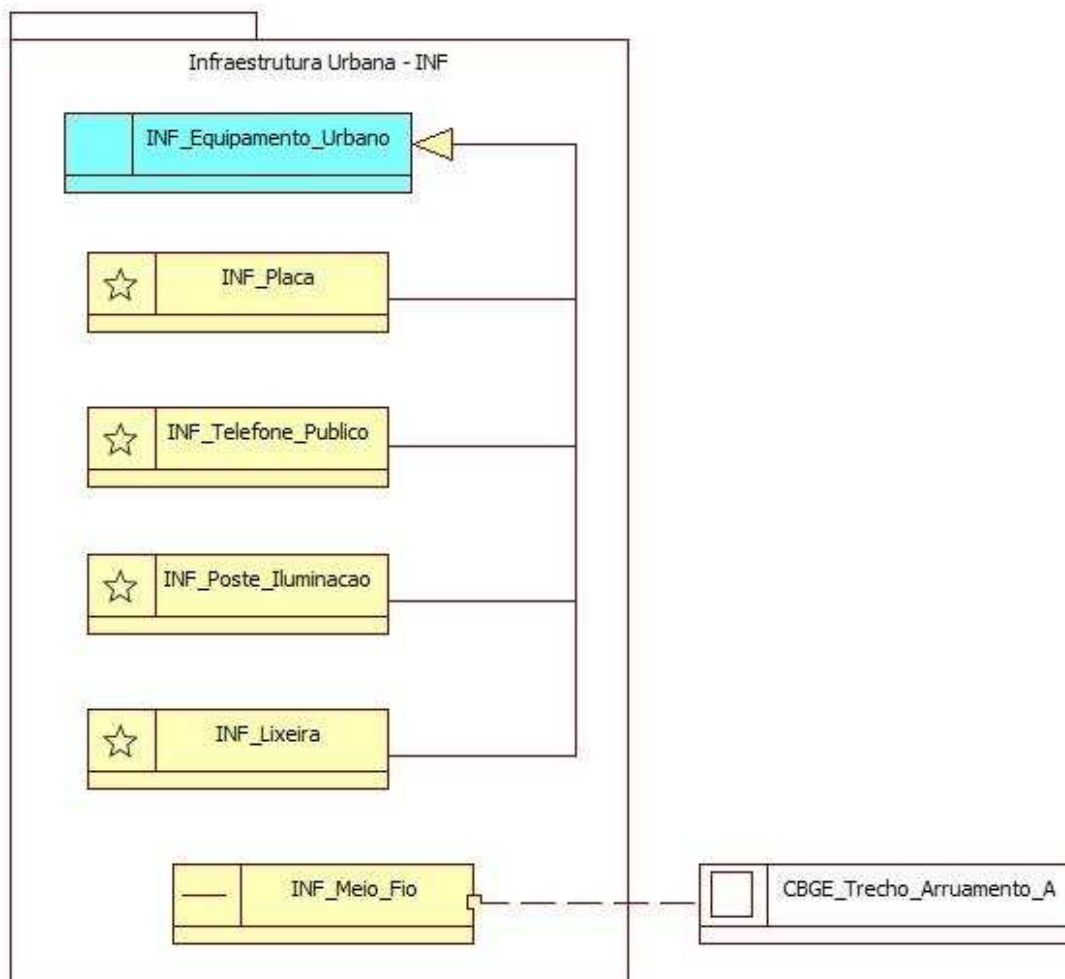 Infraestrutura Urbana - INF
INF_Equipamento_Urbano
INF_Placa
INF_Telefone_Publico
INF_Poste_Iluminacao
INF_Lixeira
INF_Meio_Fio
CBGE_Trecho_Arruamento_A